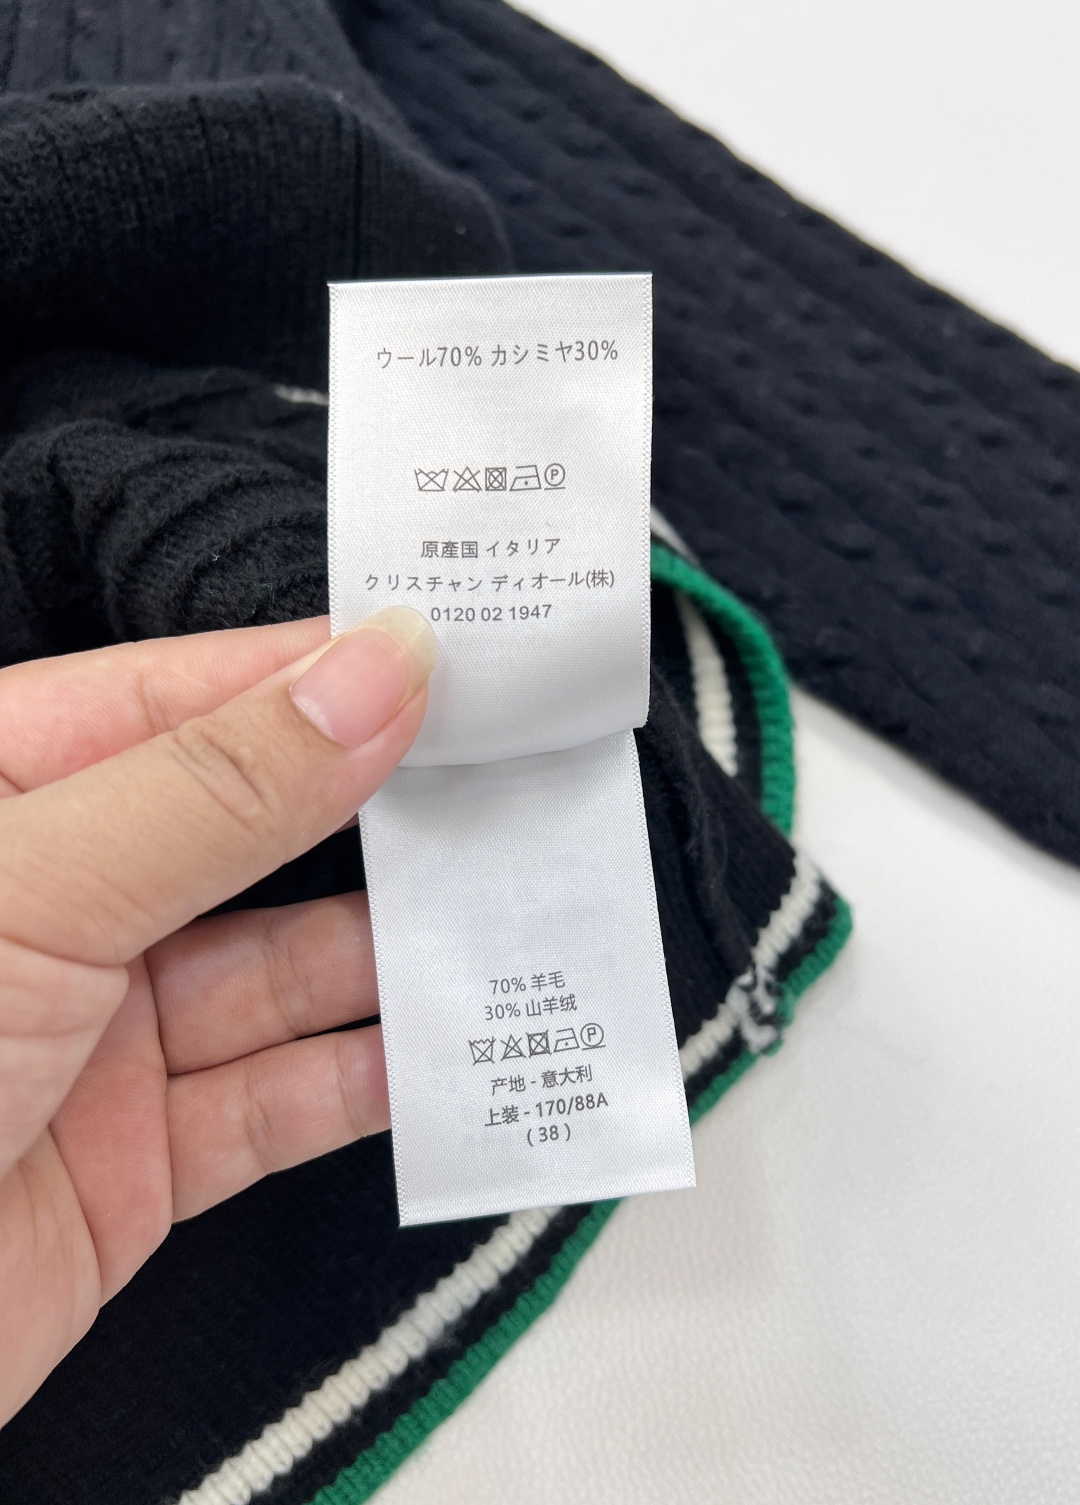 ウール70% カシミヤ30%
P
原産国 イタリア
クリスチャン ディオール(株)
0120 02 1947
70% 羊毛
30% 山羊绒
P
产地 - 意大利
上装 - 170/88A
( 38 )